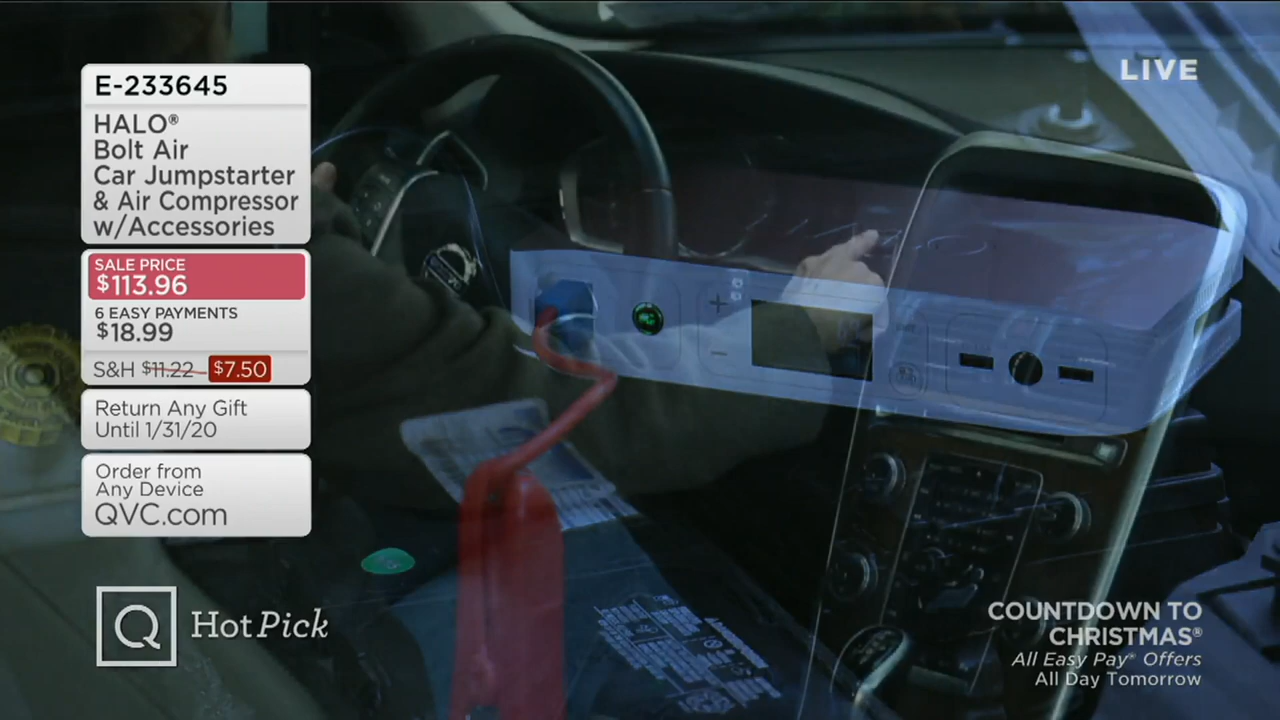 E-233645
HALO®
Bolt Air
Car Jumpstarter
& Air Compressor
w/Accessories
SALE PRICE
$113.96
6 EASY PAYMENTS
$18.99
S&H $11.22 $7.50
Return Any Gift
Until 1/31/20
Order from
Any Device
QVC.com
Q HotPick
LIVE
COUNTDOWN TO
CHRISTMAS®
All Easy Pay® Offers
All Day Tomorrow